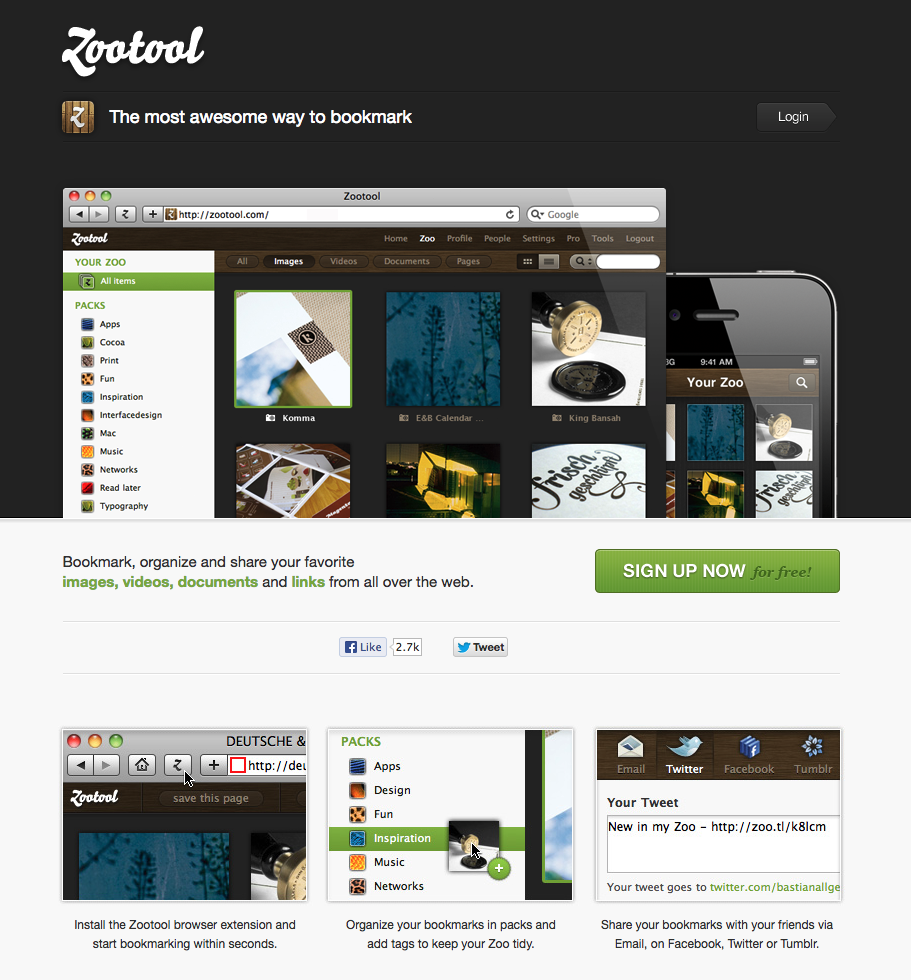 Zootool
The most awesome way to bookmark
Login
Zootool
http://zootool.com/
Google
Zootool
Home Zoo Profile People Settings Pro Tools Logout
YOUR ZOO
All Images Videos Documents Pages
All items
PACKS
Apps
Cocoa
Print
Fun
Inspiration
Interfacedesign
Mac
Music
Networks
Read later
Typography
Komma
E&B Calendar ...
King Bansah
frisch
geschlüpft
3G 9:41 AM
Your Zoo
Bookmark, organize and share your favorite
images, videos, documents and links from all over the web.
SIGN UP NOW for free!
Like 2.7k
Tweet
DEUTSCHE &
http://deu
Zootool
save this page
Install the Zootool browser extension and
start bookmarking within seconds.
PACKS
Apps
Design
Fun
Inspiration
Music
Networks
Organize your bookmarks in packs and
add tags to keep your Zoo tidy.
Email Twitter Facebook Tumblr
Your Tweet
New in my Zoo – http://zoo.tl/k8lcm
Your tweet goes to twitter.com/bastianallge
Share your bookmarks with your friends via
Email, on Facebook, Twitter or Tumblr.